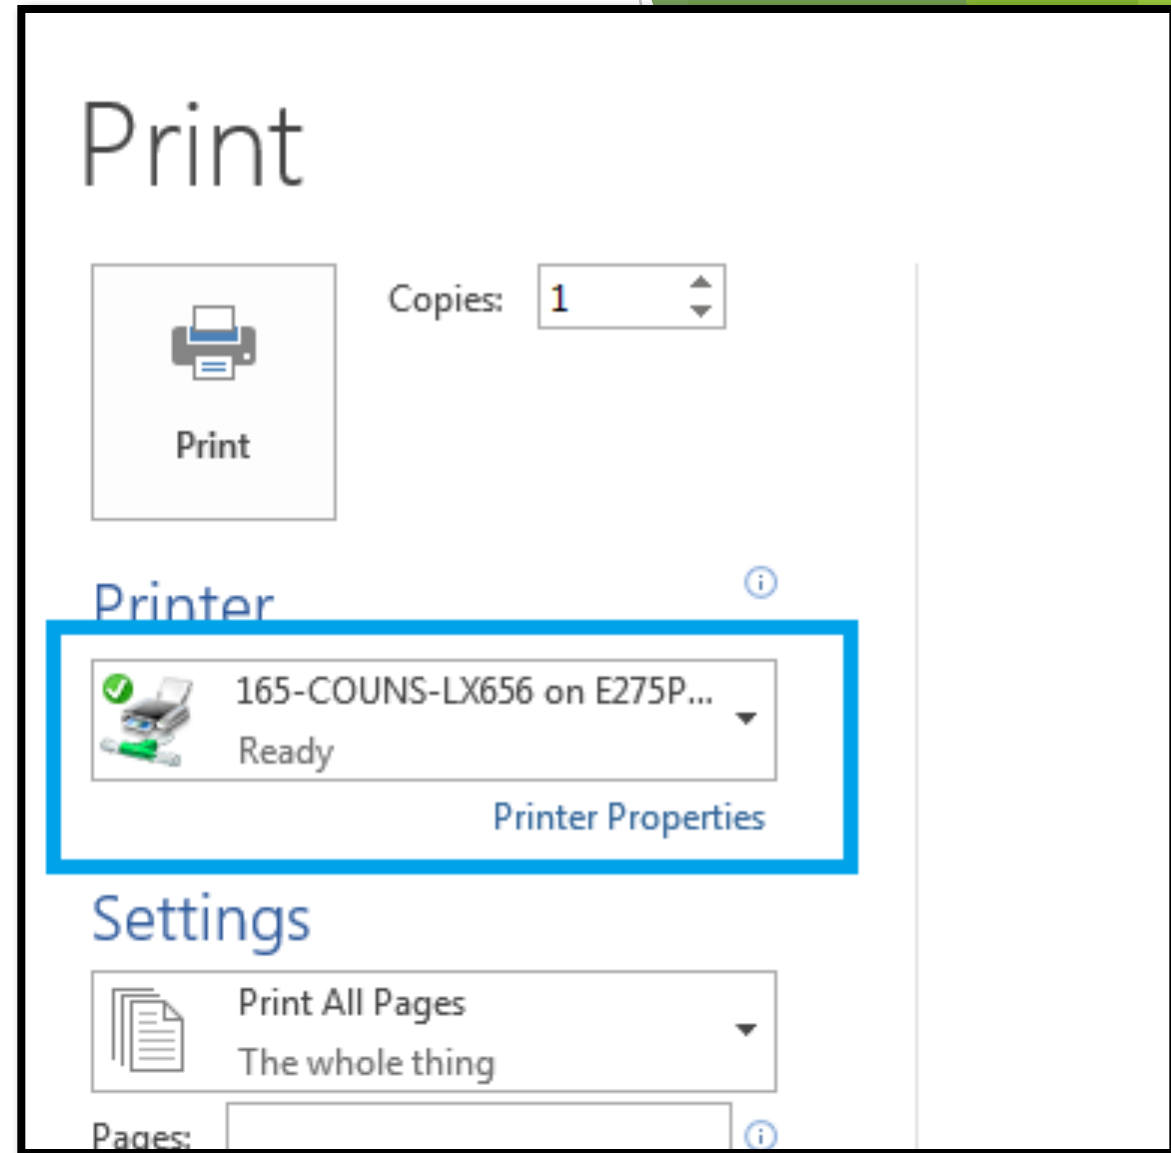 Print
Copies: 1
Print
Printer
165-COUNS-LX656 on E275P...
Ready
Printer Properties
Settings
Print All Pages
The whole thing
Pages: